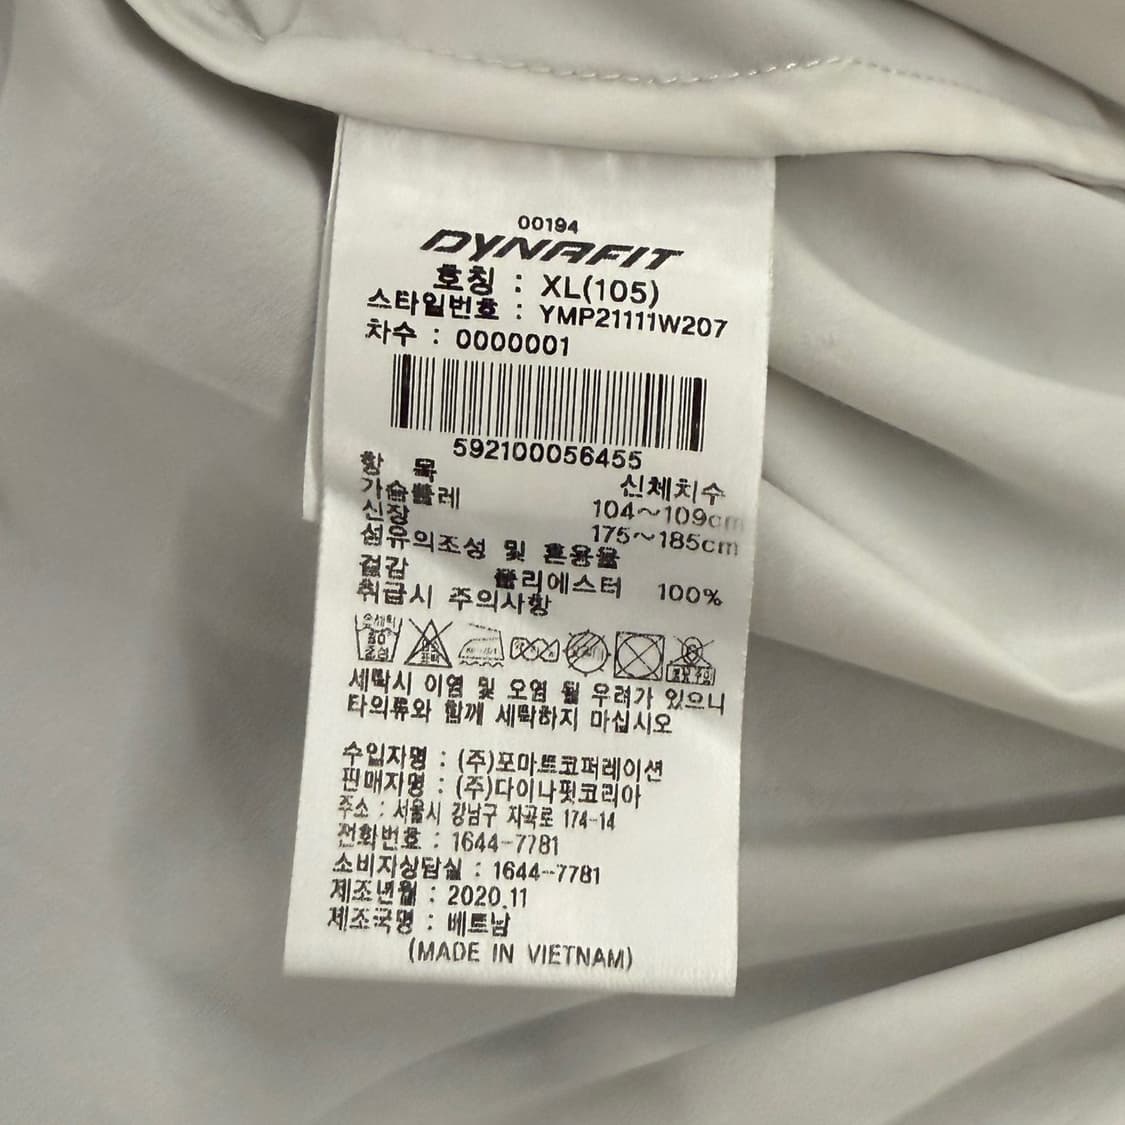 00194
DYNAFIT
호칭 : XL(105)
스타일번호 : YMP21111W207
차수 : 0000001
592100056455
항 목 신체치수
가슴둘레 104~109cm
신장 175~185cm
섬유의조성 및 혼용율
겉감 폴리에스터 100%
취급시 주의사항
손세탁
30
중성
세탁시 이염 및 오염 될 우려가 있으니
타의류와 함께 세탁하지 마십시오
수입자명 : (주)포마트코퍼레이션
판매자명 : (주)다이나핏코리아
주소 : 서울시 강남구 자곡로 174-14
전화번호 : 1644-7781
소비자상담실 : 1644-7781
제조년월 : 2020.11
제조국명 : 베트남
(MADE IN VIETNAM)